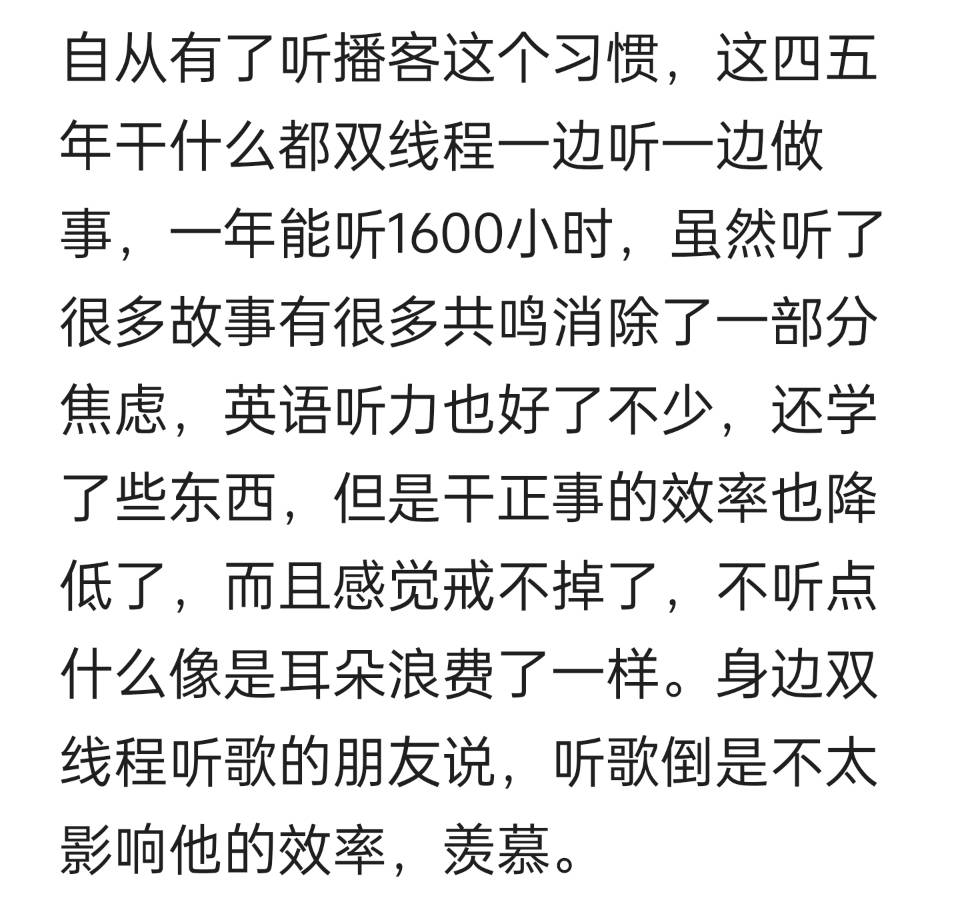 自从有了听播客这个习惯，这四五
年干什么都双线程一边听一边做
事，一年能听1600小时，虽然听了
很多故事有很多共鸣消除了一部分
焦虑，英语听力也好了不少，还学
了些东西，但是干正事的效率也降
低了，而且感觉戒不掉了，不听点
什么像是耳朵浪费了一样。身边双
线程听歌的朋友说，听歌倒是不太
影响他的效率，羡慕。